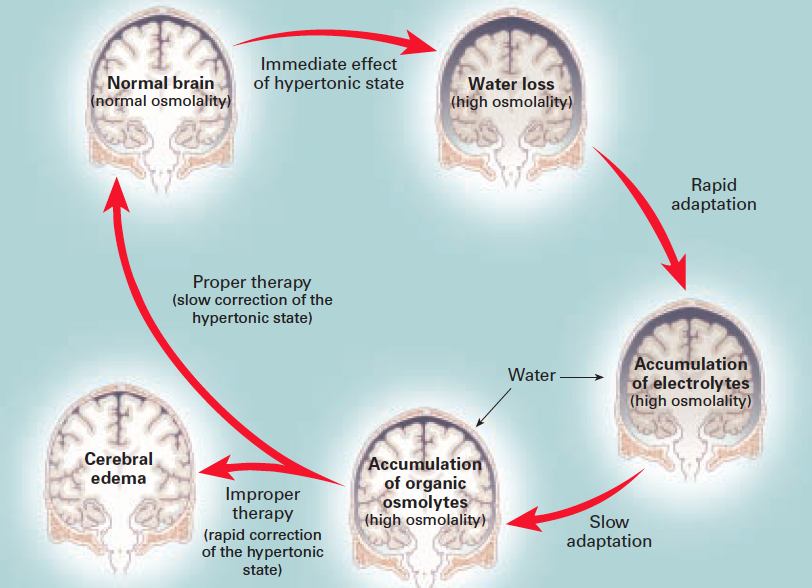 Normal brain
(normal osmolality)
Immediate effect
of hypertonic state
Water loss
(high osmolality)
Rapid
adaptation
Accumulation
of electrolytes
(high osmolality)
Water
Slow
adaptation
Accumulation
of organic
osmolytes
(high osmolality)
Proper therapy
(slow correction of the
hypertonic state)
Improper
therapy
(rapid correction
of the hypertonic
state)
Cerebral
edema